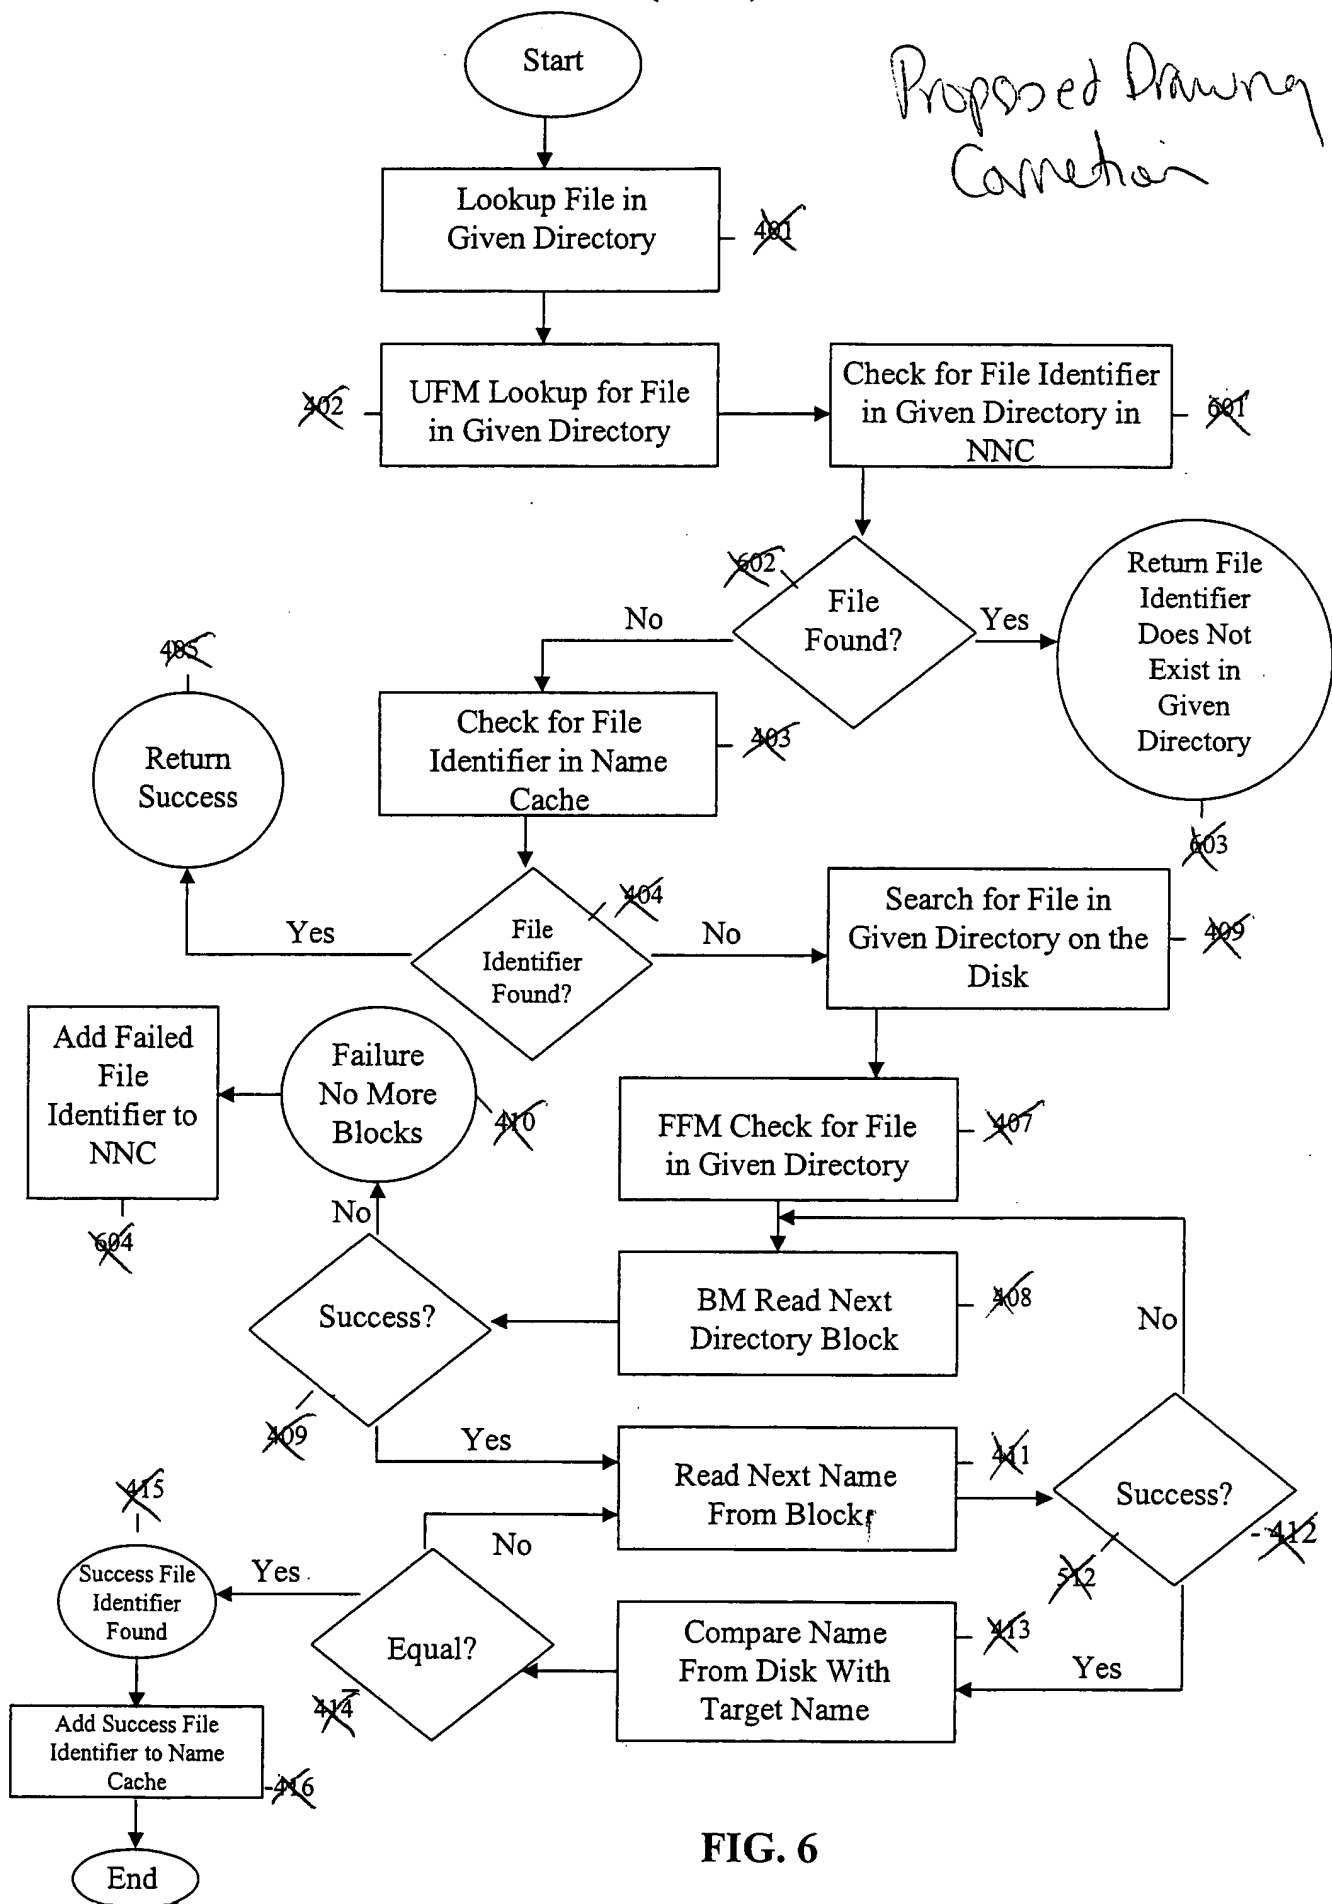 Start
Proposed Drawing
Correction
Lookup File in
Given Directory
401
402
UFM Lookup for File
in Given Directory
Check for File Identifier
in Given Directory in
NNC
601
602
File
Found?
No
Yes
Return File
Identifier
Does Not
Exist in
Given
Directory
603
405
Return
Success
Check for File
Identifier in Name
Cache
403
404
File
Identifier
Found?
Yes
No
Search for File in
Given Directory on the
Disk
409
Add Failed
File
Identifier to
NNC
604
Failure
No More
Blocks
410
FFM Check for File
in Given Directory
407
No
Success?
409
BM Read Next
Directory Block
408
No
Yes
Read Next Name
From Block
411
Success?
412
512
415
Success File
Identifier
Found
Yes
No
Equal?
414
Compare Name
From Disk With
Target Name
413
Yes
Add Success File
Identifier to Name
Cache
416
End
FIG. 6